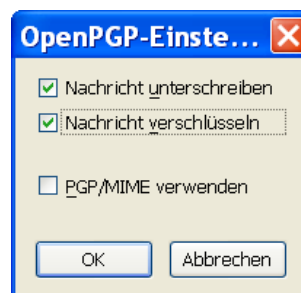 OpenPGP-Einste...
Nachricht unterschreiben
Nachricht verschlüsseln
PGP/MIME verwenden
OK
Abbrechen